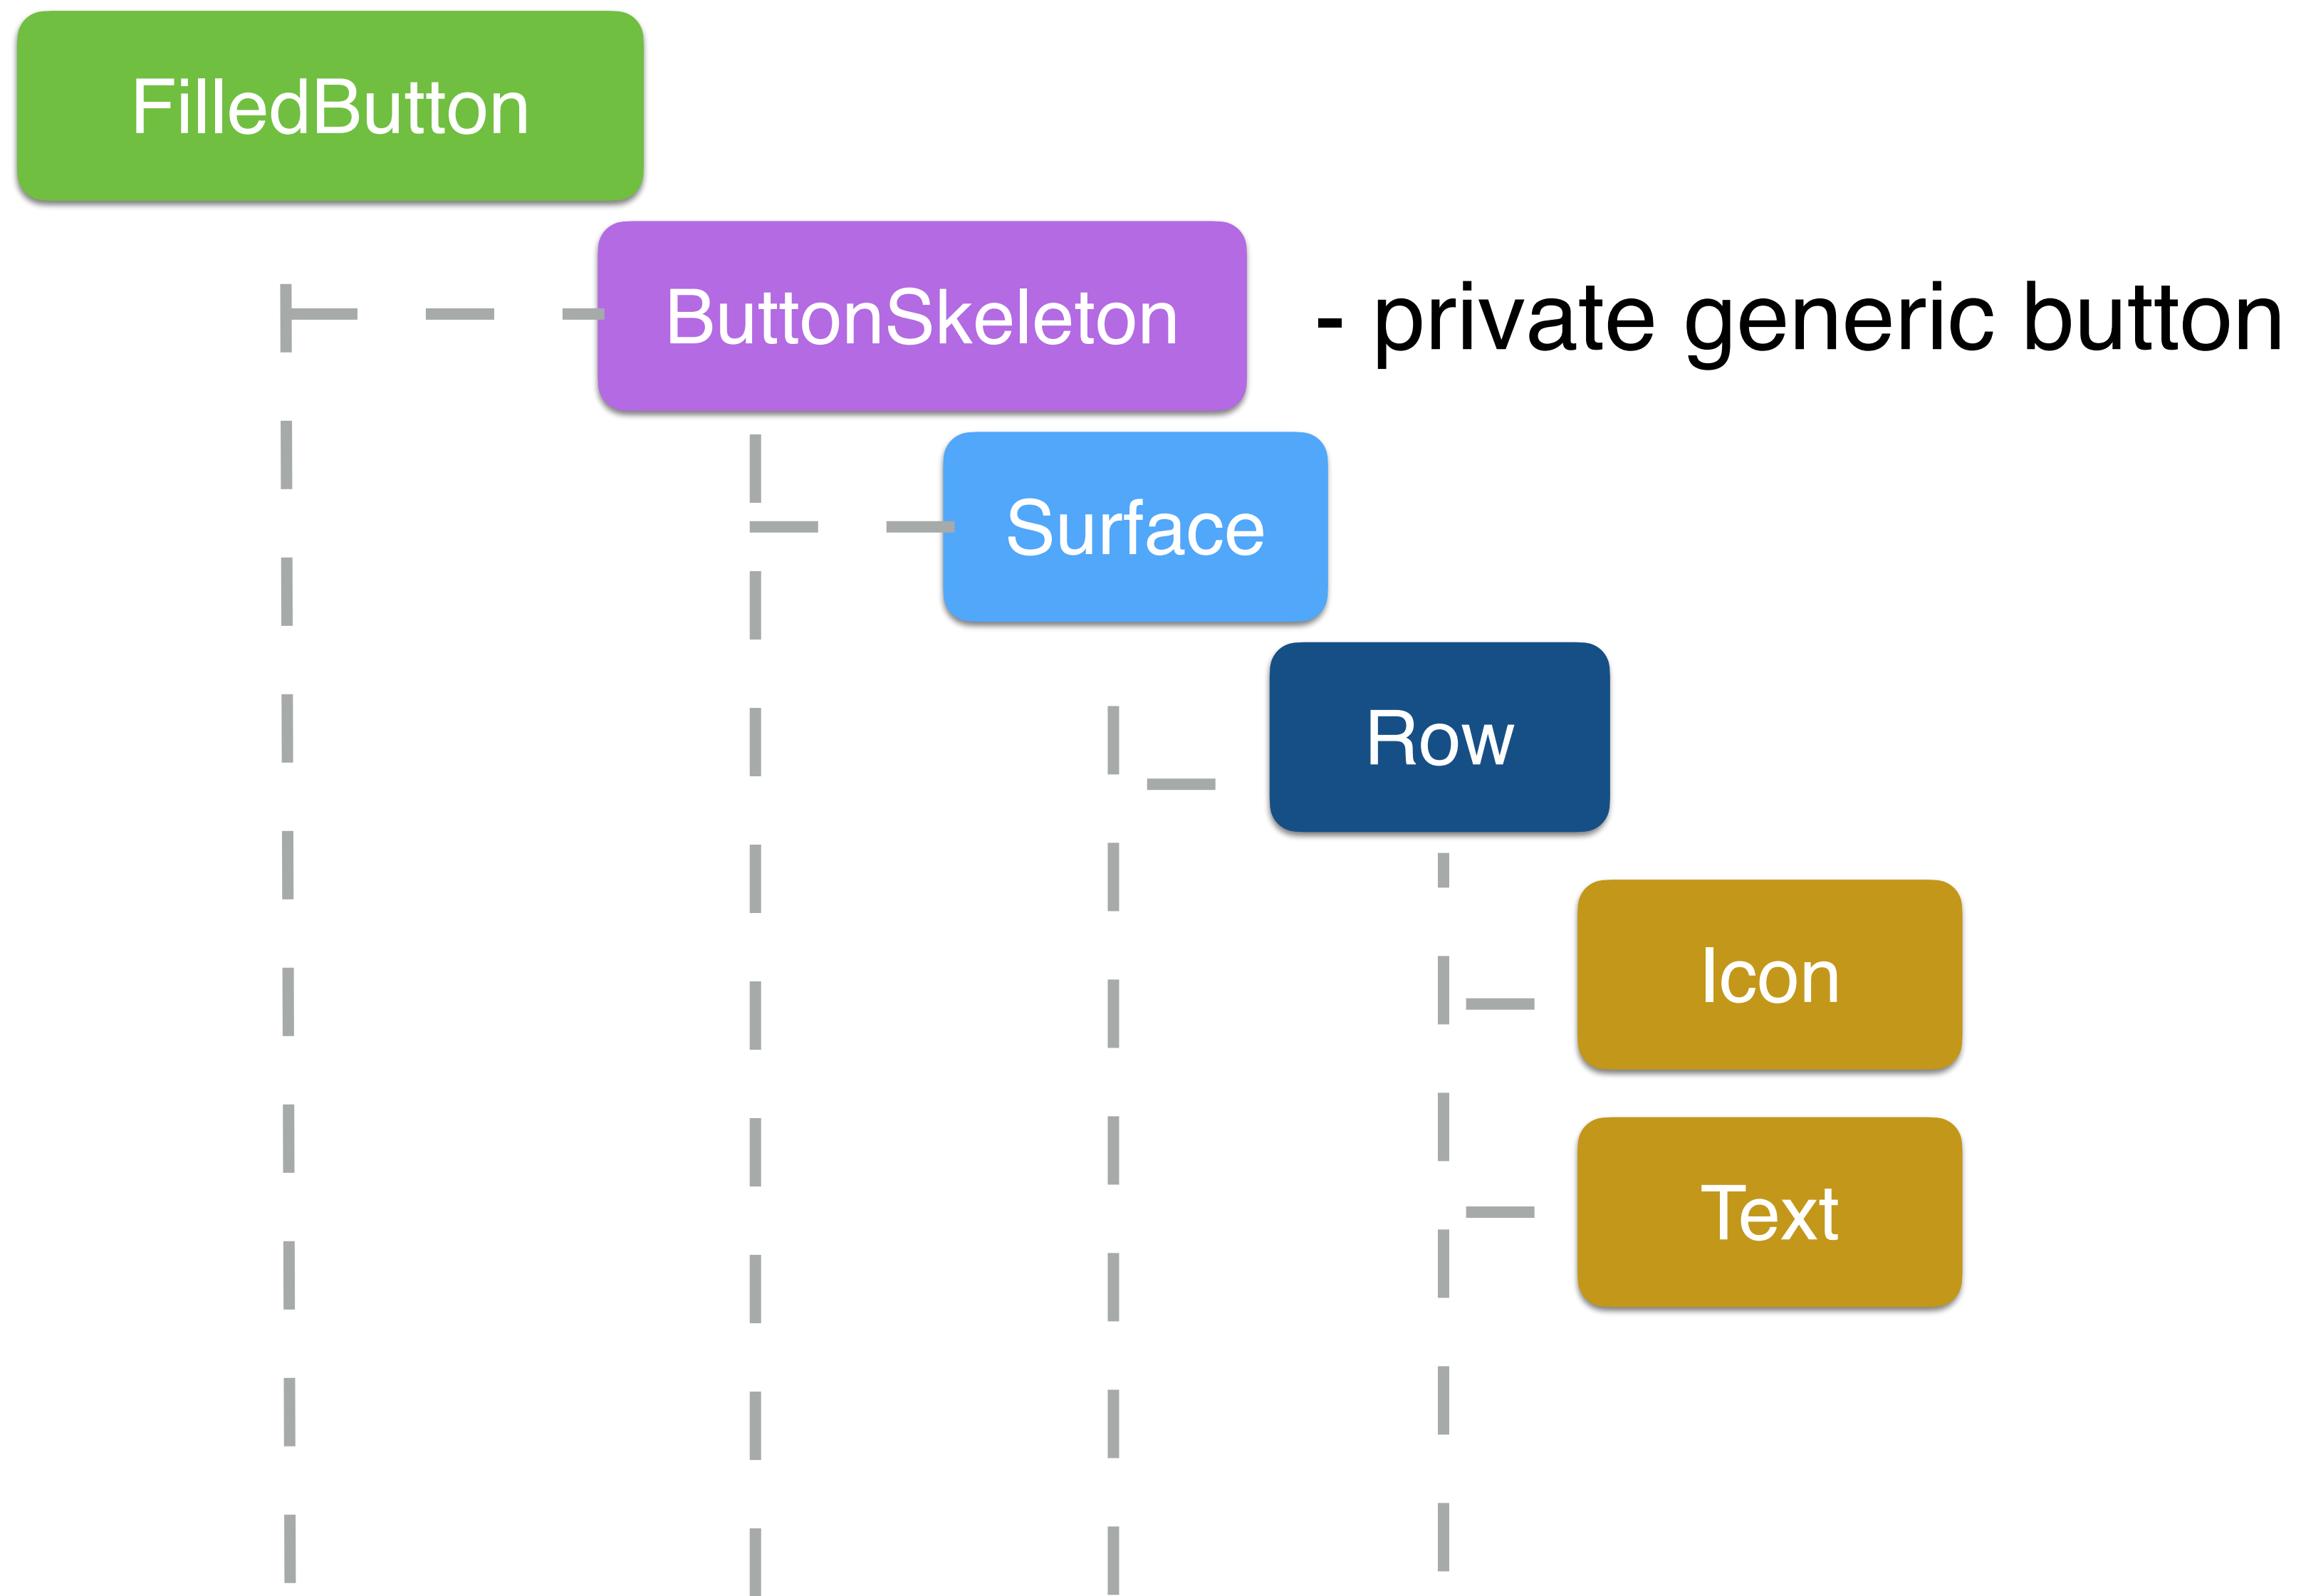 FilledButton
ButtonSkeleton - private generic button
Surface
Row
Icon
Text